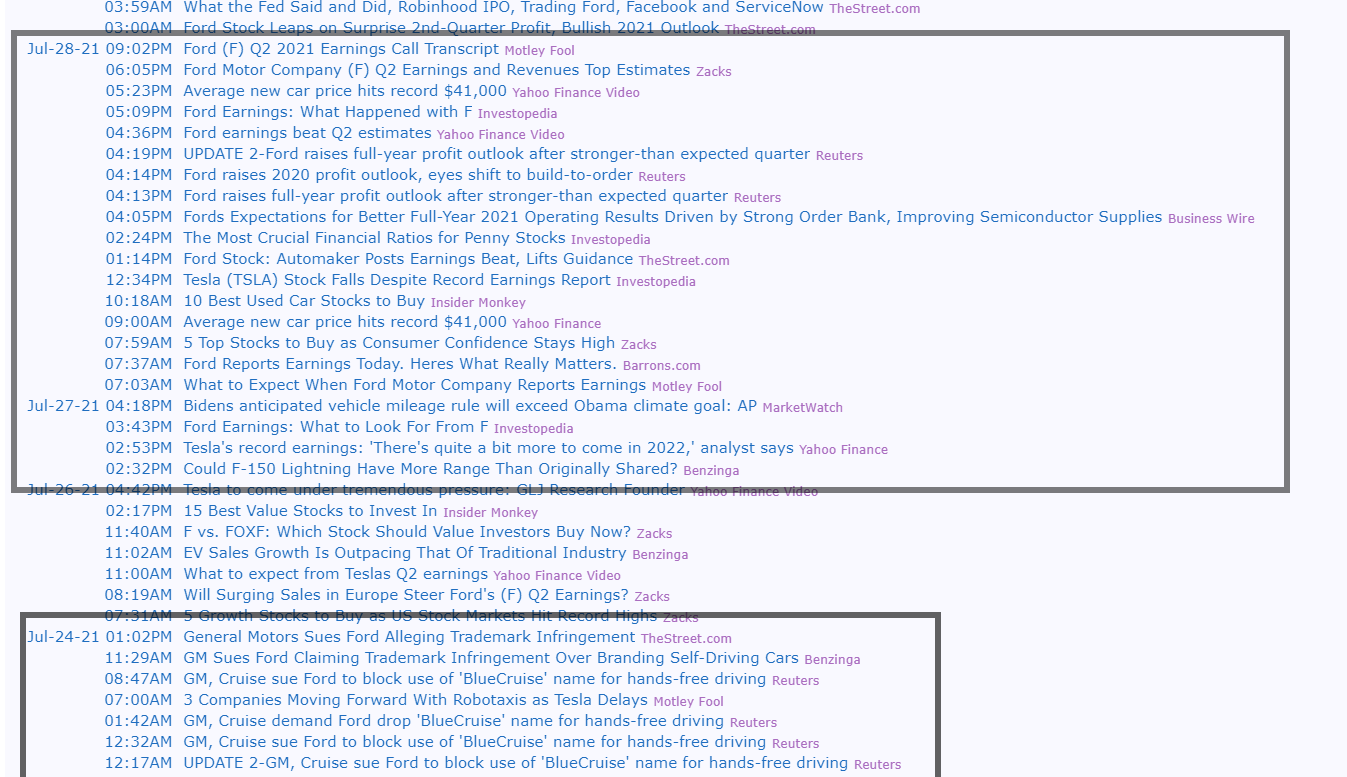 03:59AM What the Fed Said and Did, Robinhood IPO, Trading Ford, Facebook and ServiceNow TheStreet.com
03:00AM Ford Stock Leaps on Surprise 2nd-Quarter Profit, Bullish 2021 Outlook TheStreet.com
Jul-28-21 09:02PM Ford (F) Q2 2021 Earnings Call Transcript Motley Fool
06:05PM Ford Motor Company (F) Q2 Earnings and Revenues Top Estimates Zacks
05:23PM Average new car price hits record $41,000 Yahoo Finance Video
05:09PM Ford Earnings: What Happened with F Investopedia
04:36PM Ford earnings beat Q2 estimates Yahoo Finance Video
04:19PM UPDATE 2-Ford raises full-year profit outlook after stronger-than expected quarter Reuters
04:14PM Ford raises 2020 profit outlook, eyes shift to build-to-order Reuters
04:13PM Ford raises full-year profit outlook after stronger-than expected quarter Reuters
04:05PM Fords Expectations for Better Full-Year 2021 Operating Results Driven by Strong Order Bank, Improving Semiconductor Supplies Business Wire
02:24PM The Most Crucial Financial Ratios for Penny Stocks Investopedia
01:14PM Ford Stock: Automaker Posts Earnings Beat, Lifts Guidance TheStreet.com
12:34PM Tesla (TSLA) Stock Falls Despite Record Earnings Report Investopedia
10:18AM 10 Best Used Car Stocks to Buy Insider Monkey
09:00AM Average new car price hits record $41,000 Yahoo Finance
07:59AM 5 Top Stocks to Buy as Consumer Confidence Stays High Zacks
07:37AM Ford Reports Earnings Today. Heres What Really Matters. Barrons.com
07:03AM What to Expect When Ford Motor Company Reports Earnings Motley Fool
Jul-27-21 04:18PM Bidens anticipated vehicle mileage rule will exceed Obama climate goal: AP MarketWatch
03:43PM Ford Earnings: What to Look For From F Investopedia
02:53PM Tesla's record earnings: 'There's quite a bit more to come in 2022,' analyst says Yahoo Finance
02:32PM Could F-150 Lightning Have More Range Than Originally Shared? Benzinga
Jul-26-21 04:42PM Tesla to come under tremendous pressure: GLJ Research Founder Yahoo Finance Video
02:17PM 15 Best Value Stocks to Invest In Insider Monkey
11:40AM F vs. FOXF: Which Stock Should Value Investors Buy Now? Zacks
11:02AM EV Sales Growth Is Outpacing That Of Traditional Industry Benzinga
11:00AM What to expect from Teslas Q2 earnings Yahoo Finance Video
08:19AM Will Surging Sales in Europe Steer Ford's (F) Q2 Earnings? Zacks
07:31AM 5 Growth Stocks to Buy as US Stock Markets Hit Record Highs Zacks
Jul-24-21 01:02PM General Motors Sues Ford Alleging Trademark Infringement TheStreet.com
11:29AM GM Sues Ford Claiming Trademark Infringement Over Branding Self-Driving Cars Benzinga
08:47AM GM, Cruise sue Ford to block use of 'BlueCruise' name for hands-free driving Reuters
07:00AM 3 Companies Moving Forward With Robotaxis as Tesla Delays Motley Fool
01:42AM GM, Cruise demand Ford drop 'BlueCruise' name for hands-free driving Reuters
12:32AM GM, Cruise sue Ford to block use of 'BlueCruise' name for hands-free driving Reuters
12:17AM UPDATE 2-GM, Cruise sue Ford to block use of 'BlueCruise' name for hands-free driving Reuters